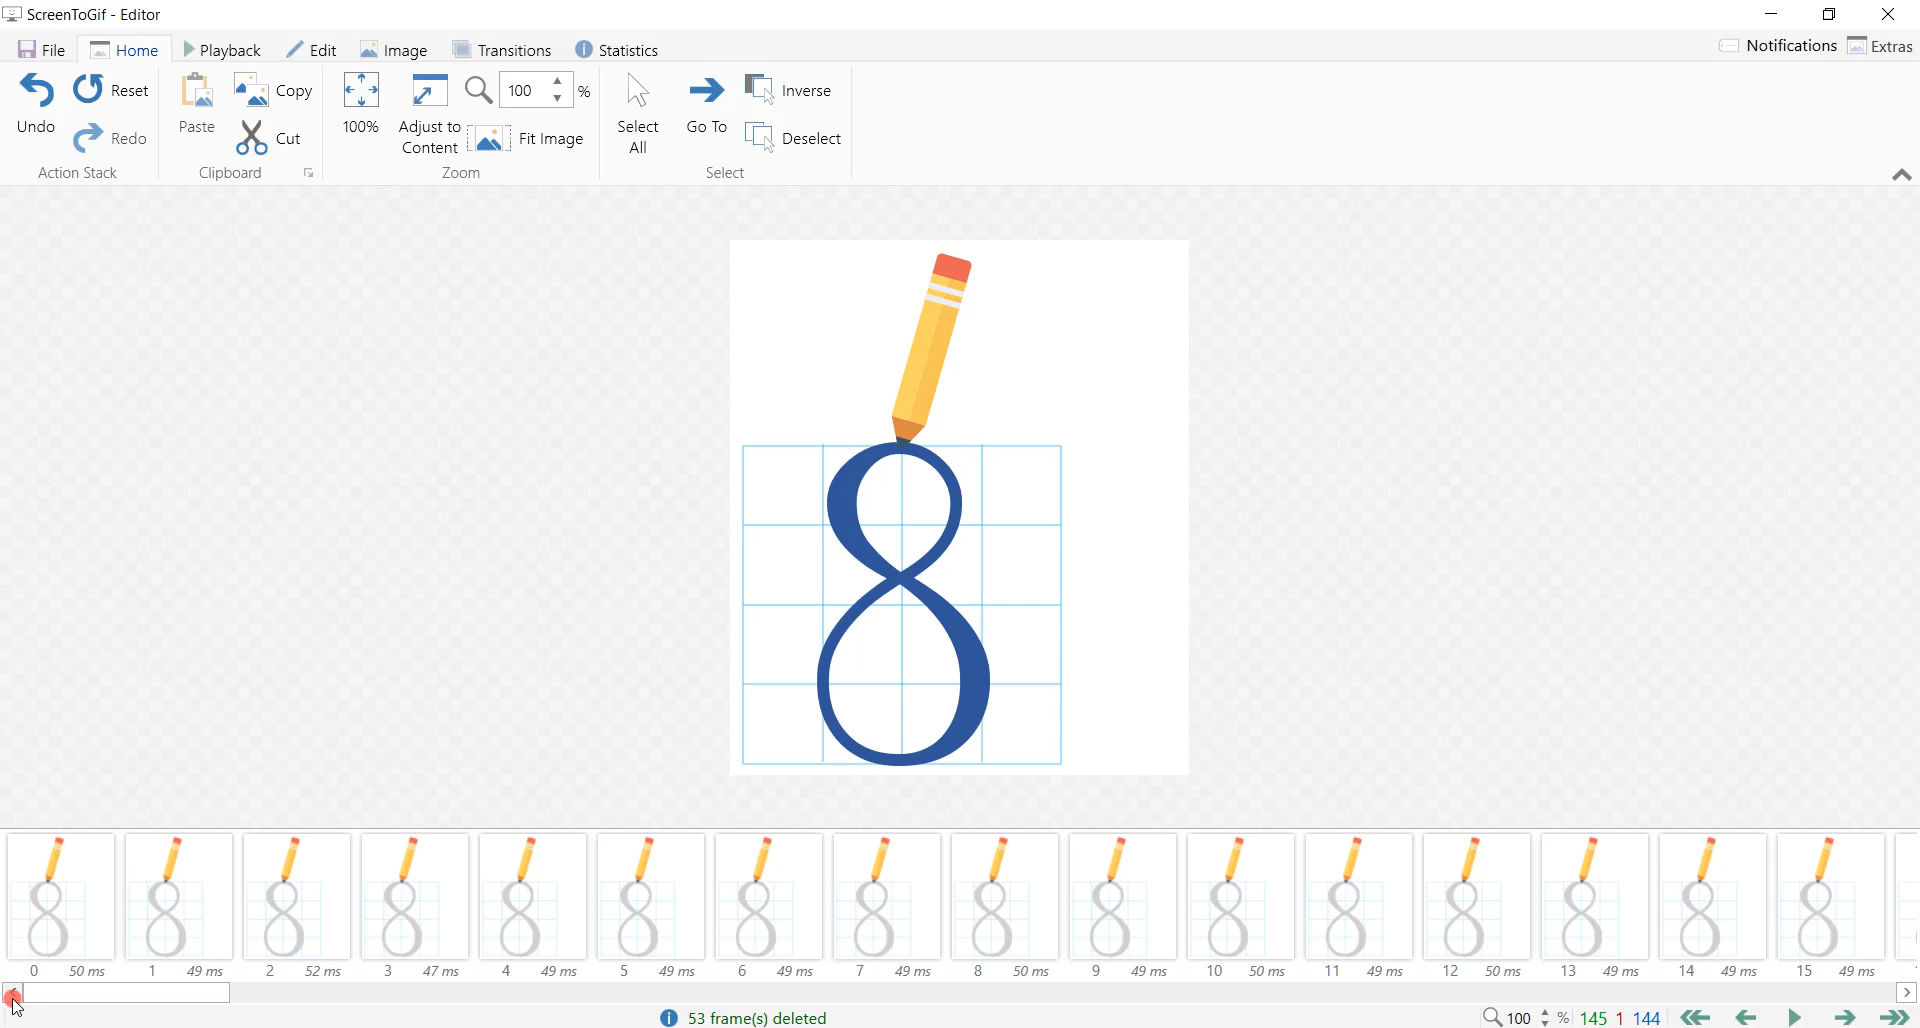 ScreenToGif - Editor
File Home Playback Edit Image Transitions Statistics Notifications Extras
Undo Reset Redo Paste Copy Cut 100% Adjust to Content 100 % Fit Image Select All Go To Inverse Deselect
Action Stack Clipboard Zoom Select
8
0 50 ms 1 49 ms 2 52 ms 3 47 ms 4 49 ms 5 49 ms 6 49 ms 7 49 ms 8 50 ms 9 49 ms 10 50 ms 11 49 ms 12 50 ms 13 49 ms 14 49 ms 15 49 ms
53 frame(s) deleted 100 % 145 1 144